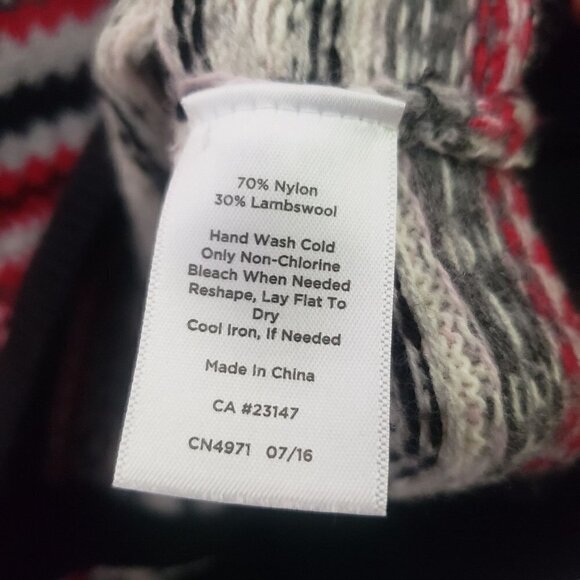 70% Nylon
30% Lambswool
Hand Wash Cold
Only Non-Chlorine
Bleach When Needed
Reshape, Lay Flat To
Dry
Cool Iron, If Needed
Made In China
CA #23147
CN4971 07/16